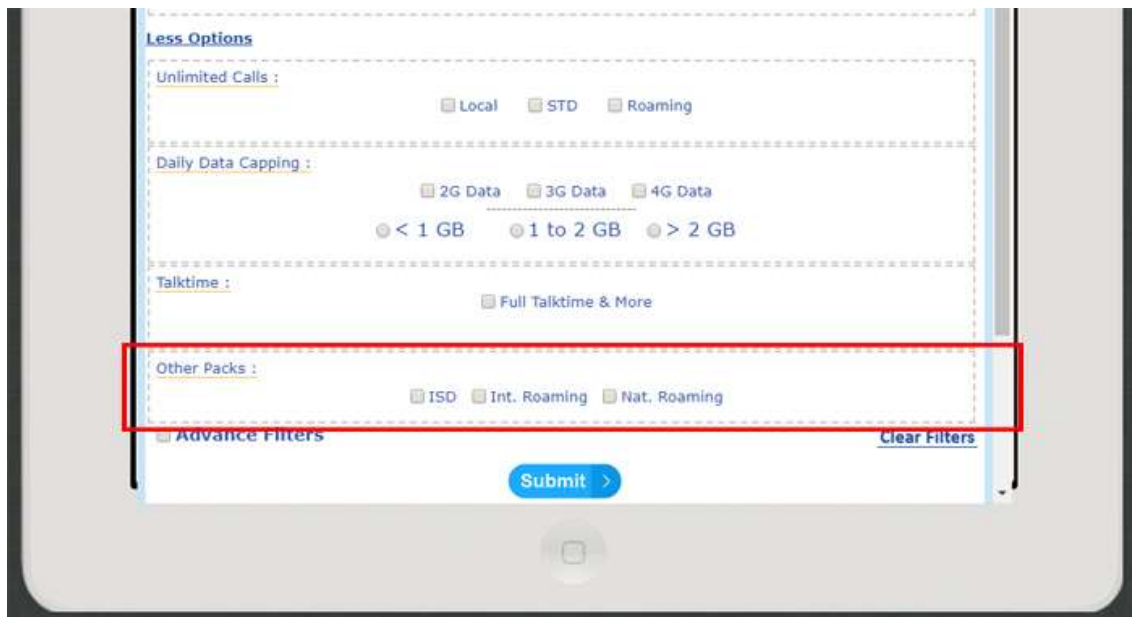 Less Options
Unlimited Calls :
Local STD Roaming
Daily Data Capping :
2G Data 3G Data 4G Data
< 1 GB 1 to 2 GB > 2 GB
Talktime :
Full Talktime & More
Other Packs :
ISD Int. Roaming Nat. Roaming
Advance Filters Clear Filters
Submit >